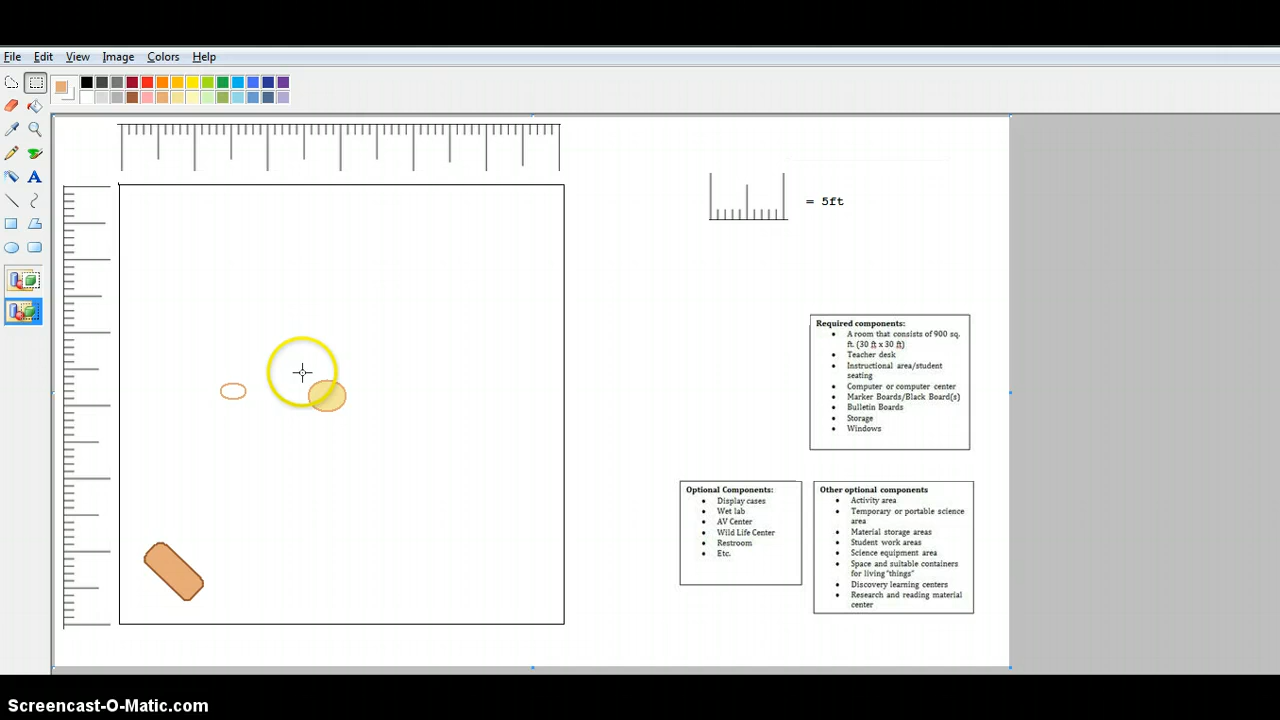 File Edit View Image Colors Help
= 5ft
Required components:
• A room that consists of 900 sq.
ft. (30 ft x 30 ft)
• Teacher desk
• Instructional area/student
seating
• Computer or computer center
• Marker Boards/Black Board(s)
• Bulletin Boards
• Storage
• Windows
Optional Components:
• Display cases
• Wet lab
• AV Center
• Wild Life Center
• Restroom
• Etc.
Other optional components
• Activity area
• Temporary or portable science
area
• Material storage areas
• Student work areas
• Science equipment area
• Space and suitable containers
for living "things"
• Discovery learning centers
• Research and reading material
center
Screencast-O-Matic.com